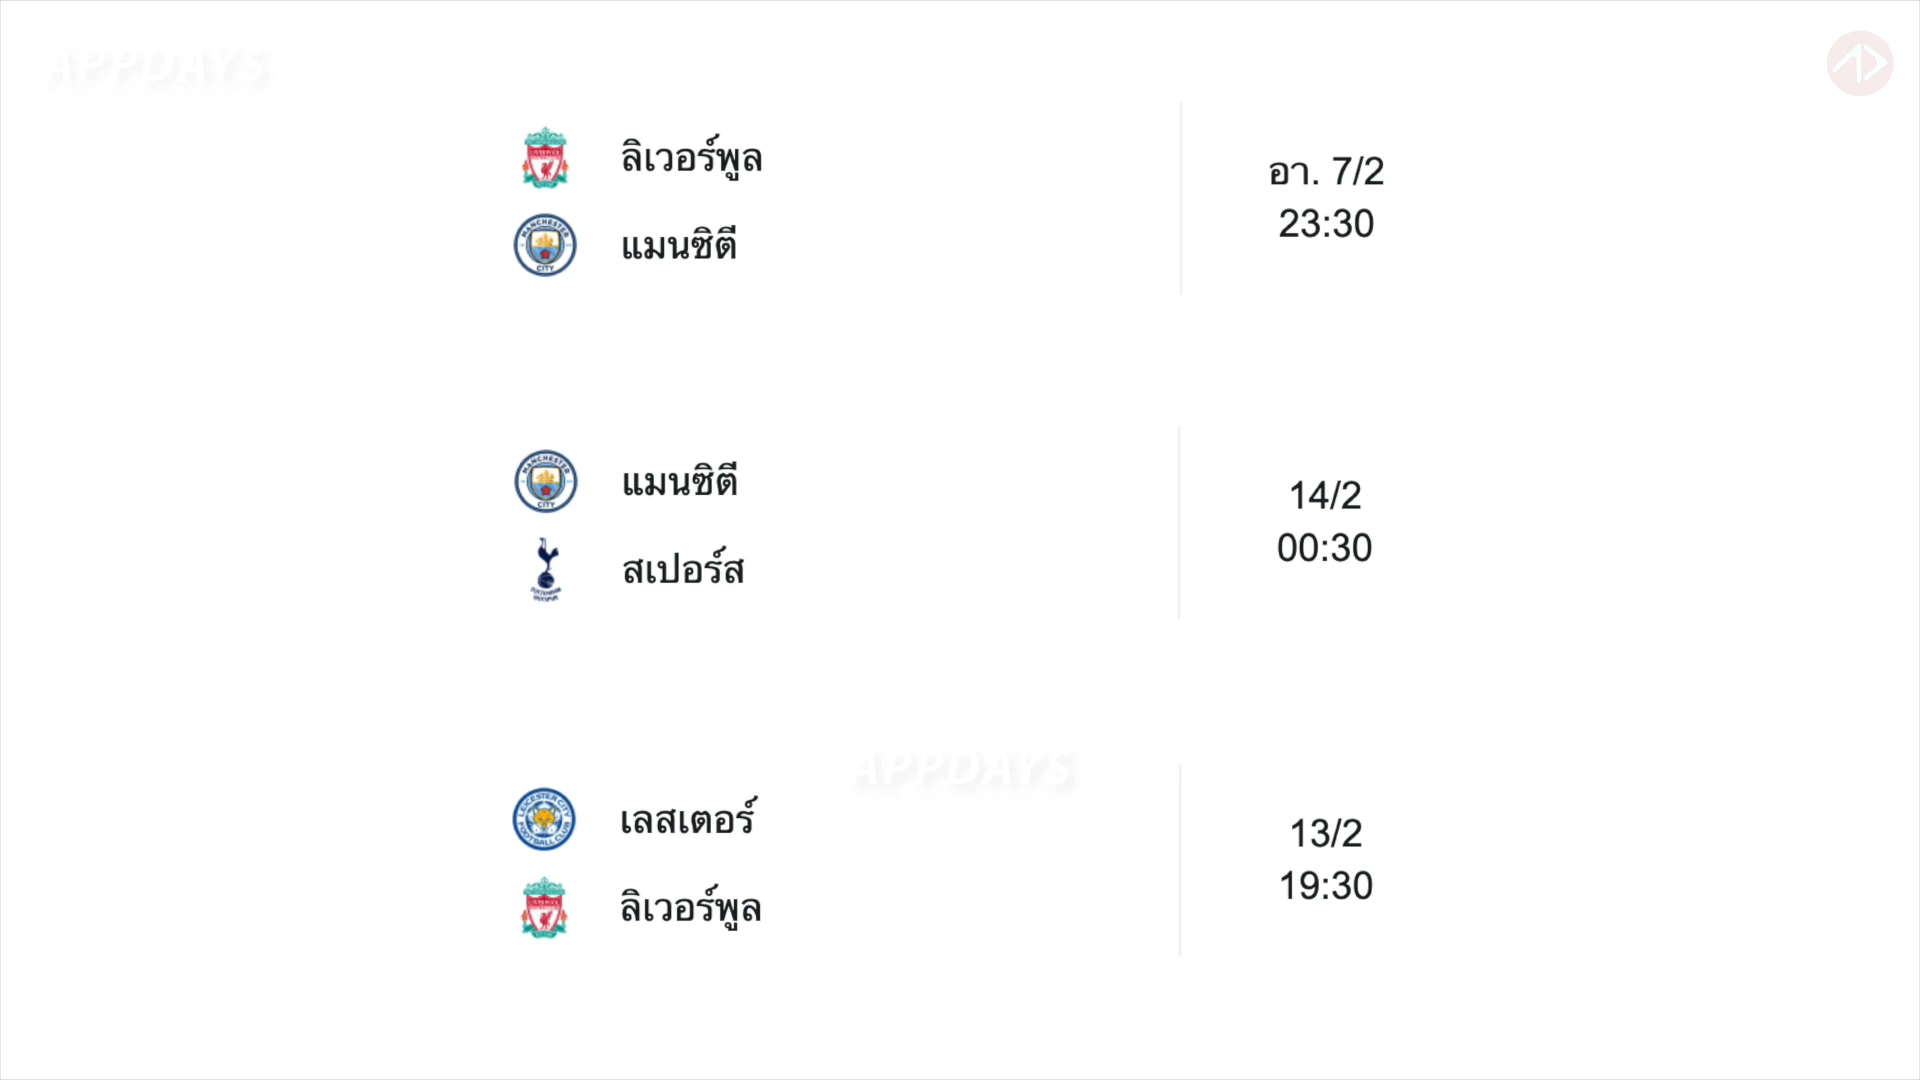 APPDAYS
ลิเวอร์พูล
แมนซิตี
อา. 7/2
23:30
แมนซิตี
สเปอร์ส
14/2
00:30
APPDAYS
เลสเตอร์
ลิเวอร์พูล
13/2
19:30